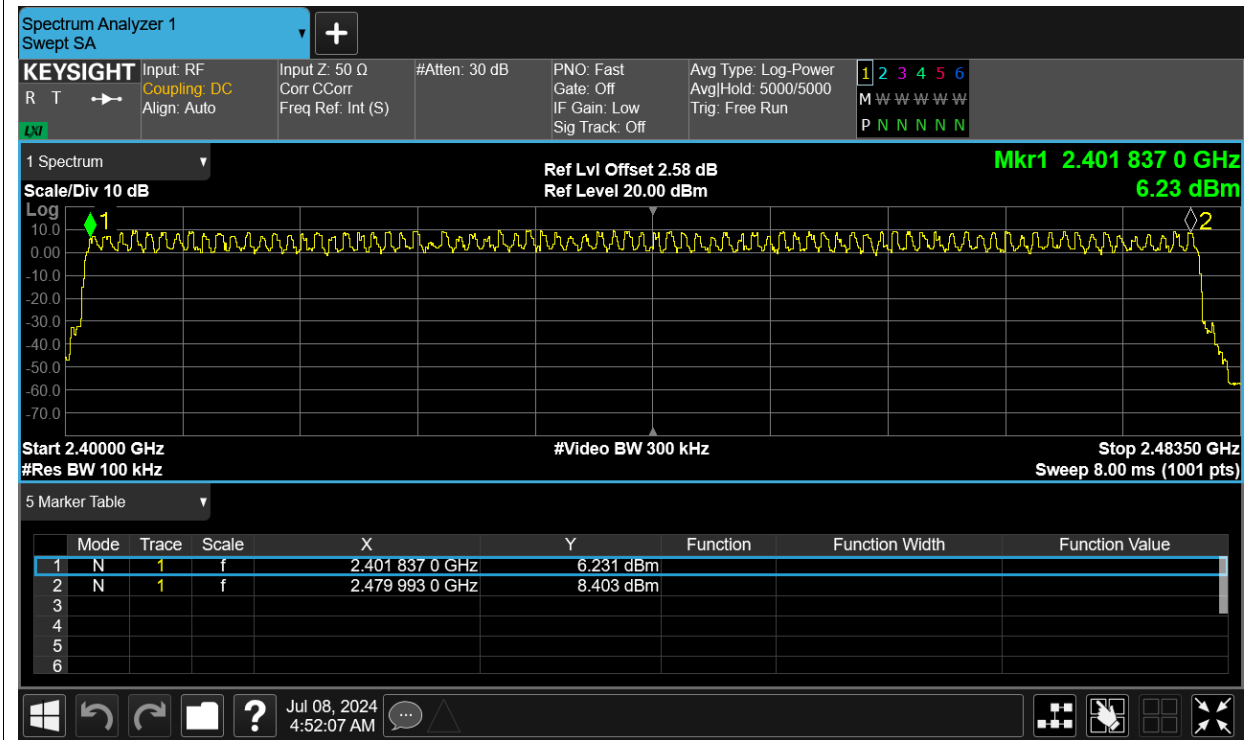 Spectrum Analyzer 1
Swept SA
+
KEYSIGHT Input: RF Input Z: 50 Ω #Atten: 30 dB PNO: Fast Avg Type: Log-Power 1 2 3 4 5 6
R T Coupling: DC Corr CCorr Gate: Off Avg|Hold: 5000/5000 M W W W W W
Align: Auto Freq Ref: Int (S) IF Gain: Low Trig: Free Run
LXI Sig Track: Off P N N N N N
1 Spectrum Ref Lvl Offset 2.58 dB Mkr1 2.401 837 0 GHz
Scale/Div 10 dB Ref Level 20.00 dBm 6.23 dBm
Log
1 2
10.0
0.00
-10.0
-20.0
-30.0
-40.0
-50.0
-60.0
-70.0
Start 2.40000 GHz #Video BW 300 kHz Stop 2.48350 GHz
#Res BW 100 kHz Sweep 8.00 ms (1001 pts)
5 Marker Table
Mode Trace Scale X Y Function Function Width Function Value
1 N 1 f 2.401 837 0 GHz 6.231 dBm
2 N 1 f 2.479 993 0 GHz 8.403 dBm
3
4
5
6
? Jul 08, 2024
4:52:07 AM